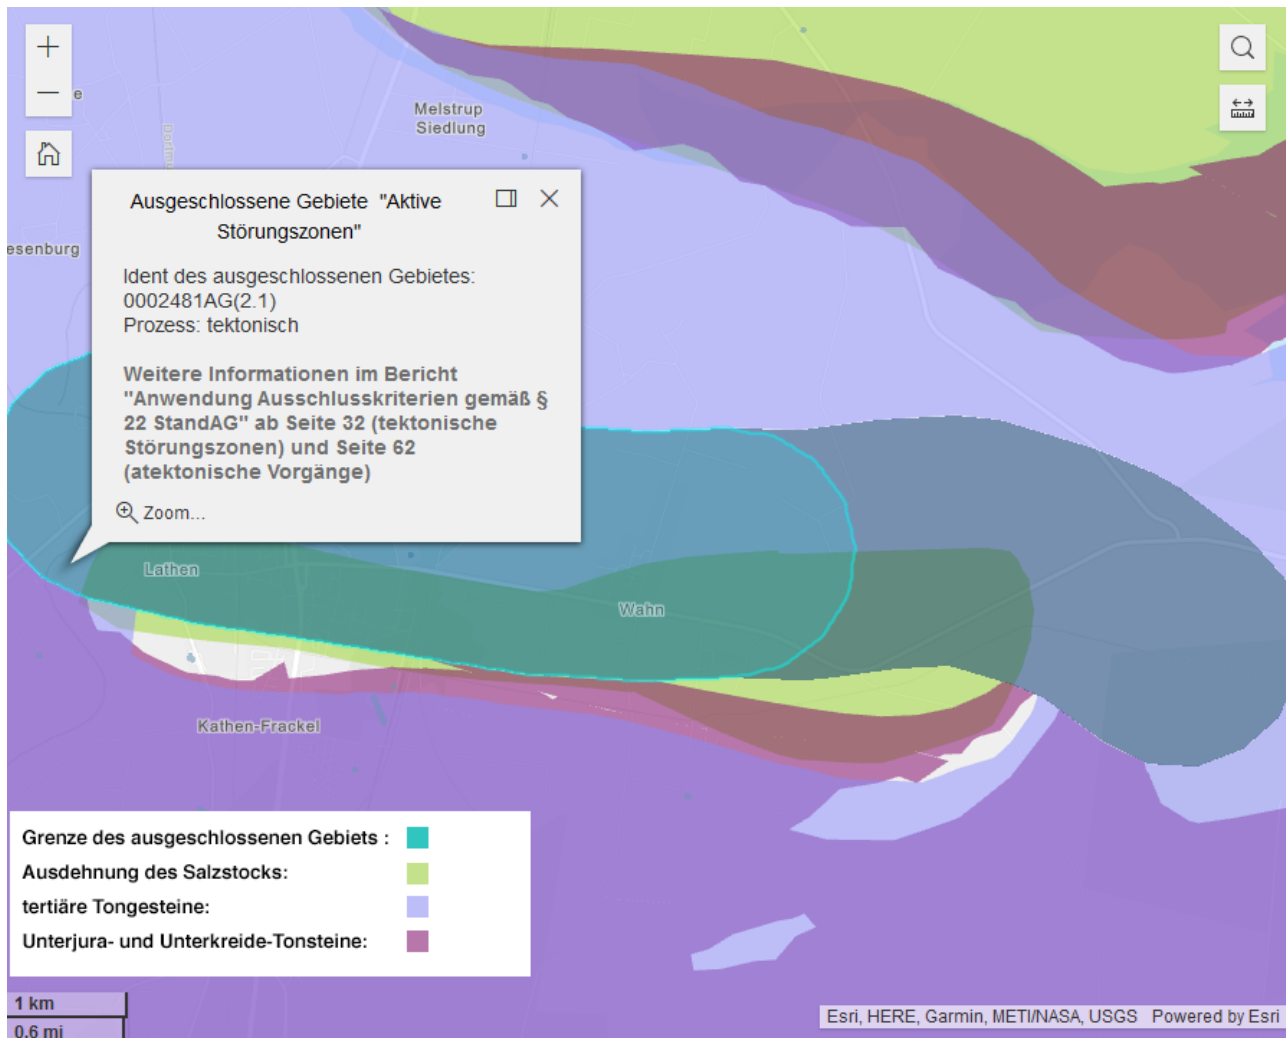 +
Melstrup
Siedlung
−
e
Ausgeschlossene Gebiete "Aktive
Störungszonen"
esenburg
Ident des ausgeschlossenen Gebietes:
0002481AG(2.1)
Prozess: tektonisch
Weitere Informationen im Bericht
"Anwendung Ausschlusskriterien gemäß §
22 StandAG" ab Seite 32 (tektonische
Störungszonen) und Seite 62
(atektonische Vorgänge)
Zoom...
Lathen
Wahn
Kathen-Frackel
Grenze des ausgeschlossenen Gebiets :
Ausdehnung des Salzstocks:
tertiäre Tongesteine:
Unterjura- und Unterkreide-Tonsteine:
1 km
0.6 mi
Esri, HERE, Garmin, METI/NASA, USGS Powered by Esri